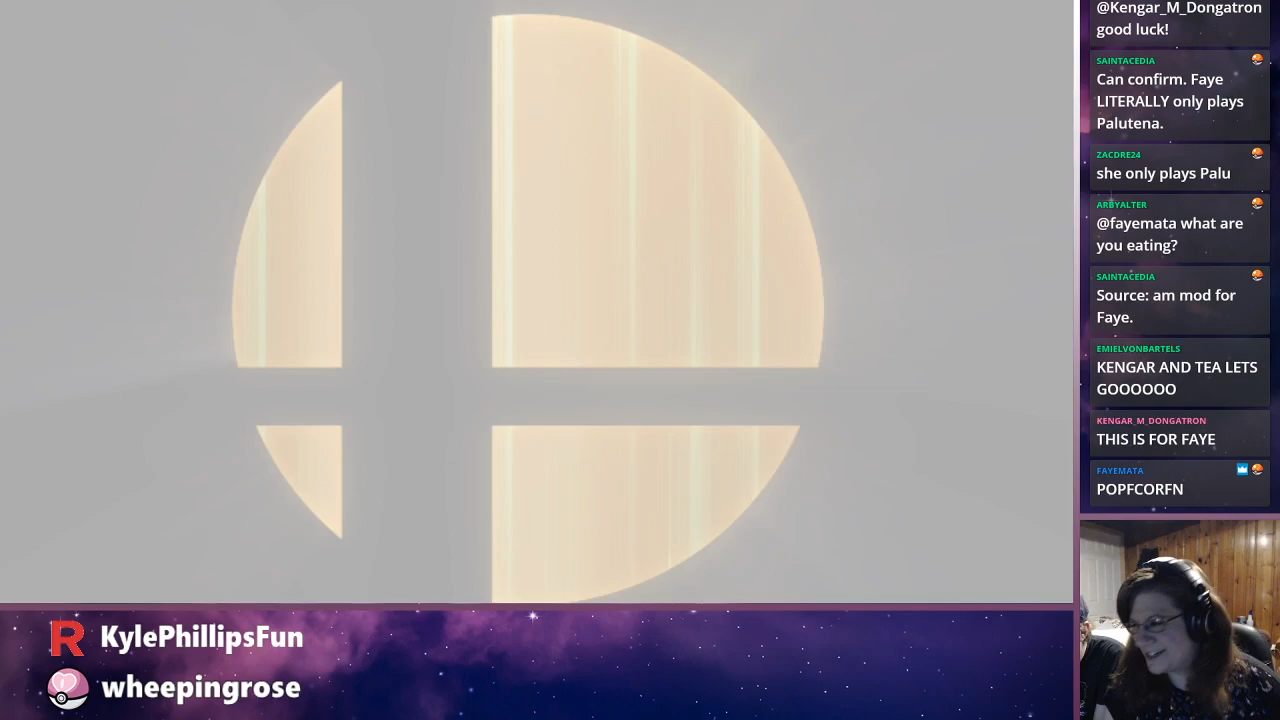 @Kengar_M_Dongatron
good luck!
SAINTACEDIA
Can confirm. Faye
LITERALLY only plays
Palutena.
ZACDRE24
she only plays Palu
ARBYALTER
@fayemata what are
you eating?
SAINTACEDIA
Source: am mod for
Faye.
EMIELVONBARTELS
KENGAR AND TEA LETS
GOOOOOO
KENGAR_M_DONGATRON
THIS IS FOR FAYE
FAYEMATA
POPFCORFN
R KylePhillipsFun
wheepingrose